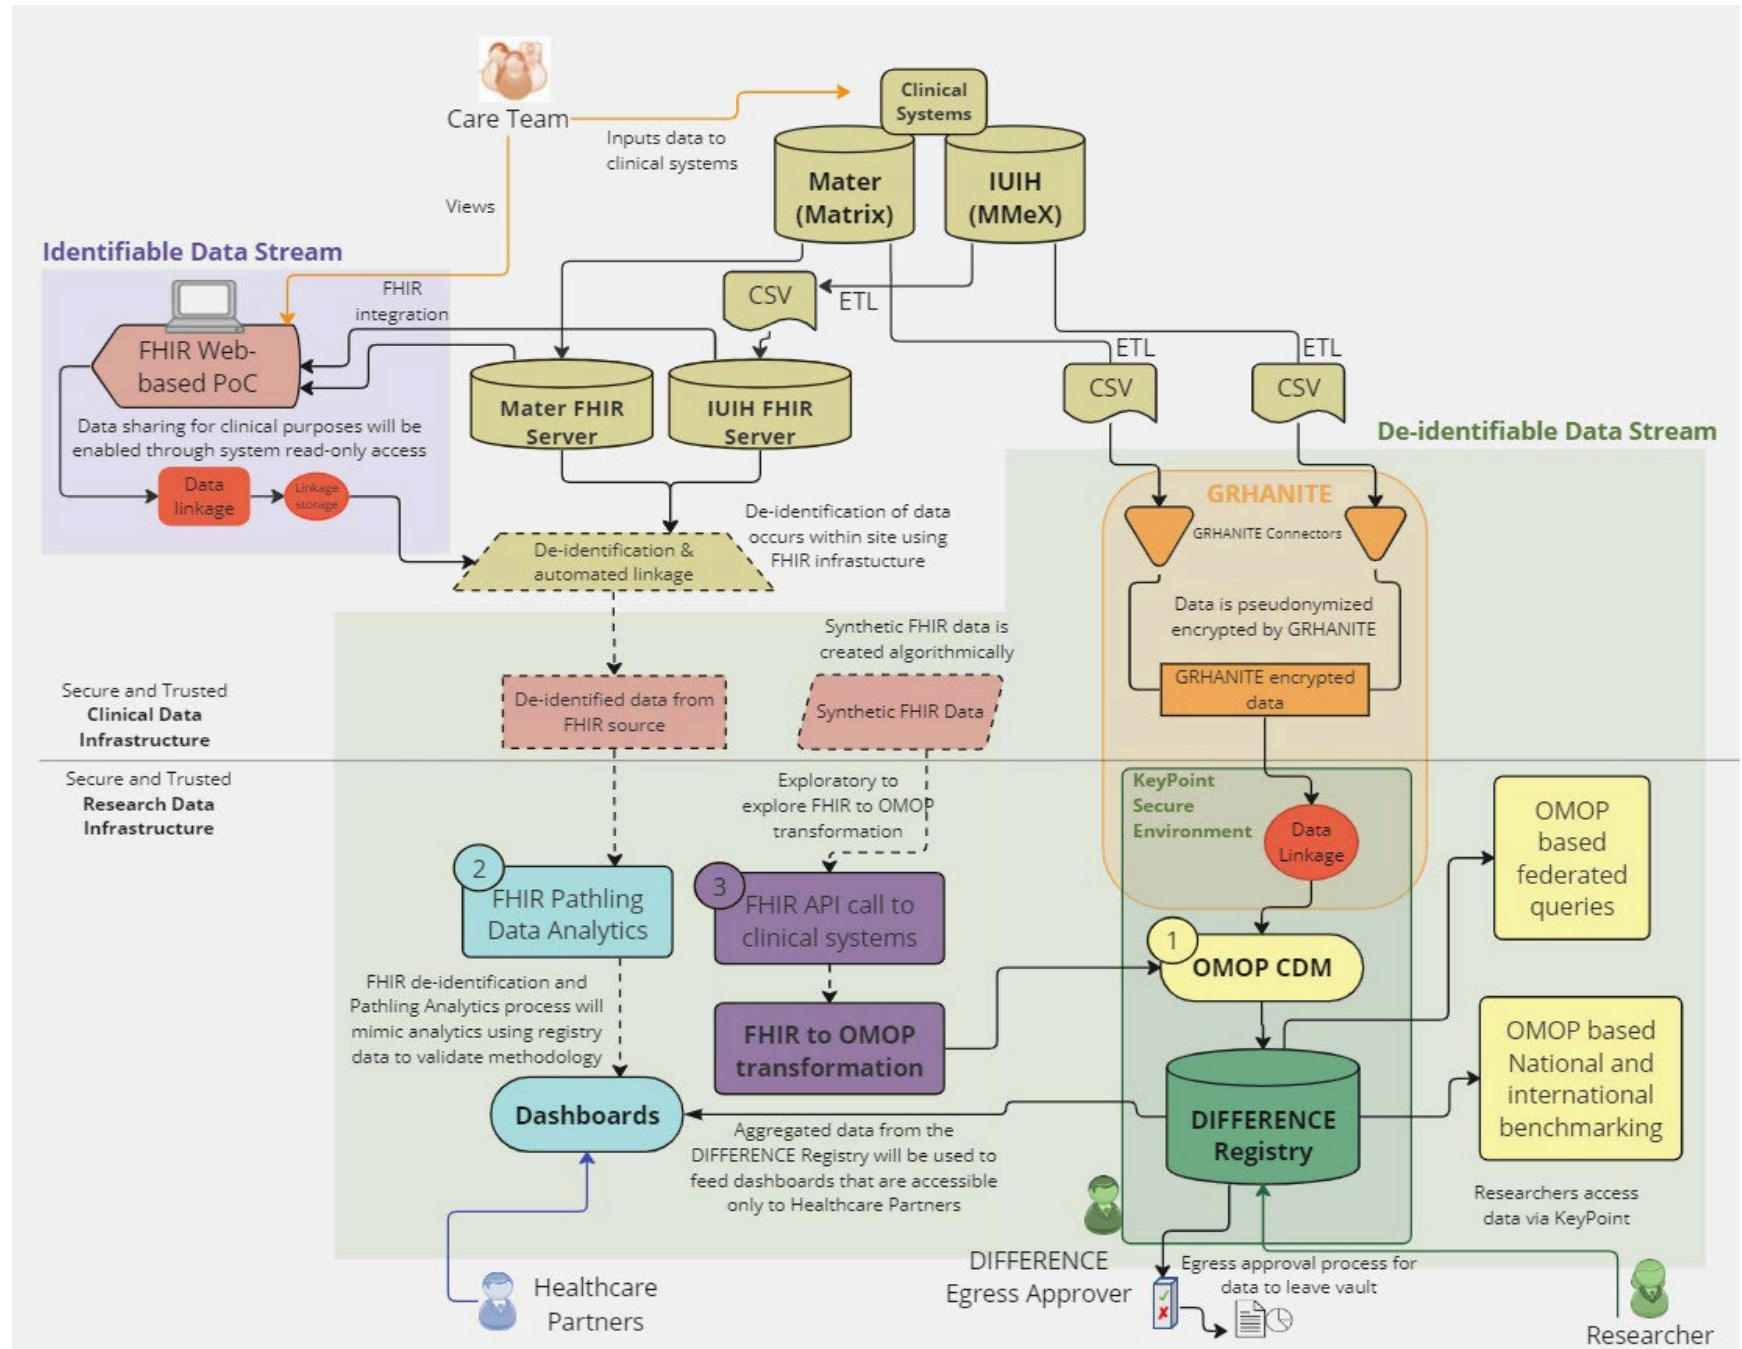 Care Team
Inputs data to
clinical systems
Clinical
Systems
Mater
(Matrix)
IUIH
(MMeX)
Views
Identifiable Data Stream
FHIR
integration
CSV
ETL
FHIR Web-
based PoC
ETL
ETL
CSV
CSV
Mater FHIR
Server
IUIH FHIR
Server
Data sharing for clinical purposes will be
enabled through system read-only access
De-identifiable Data Stream
Data
linkage
Linkage
storage
GRHANITE
GRHANITE Connectors
De-identification of data
occurs within site using
FHIR infrastucture
De-identification &
automated linkage
Data is pseudonymized
encrypted by GRHANITE
Synthetic FHIR data is
created algorithmically
GRHANITE encrypted
data
De-identified data from
FHIR source
Synthetic FHIR Data
Secure and Trusted
Clinical Data
Infrastructure
Secure and Trusted
Research Data
Infrastructure
Exploratory to
explore FHIR to OMOP
transformation
KeyPoint
Secure
Environment
Data
Linkage
OMOP
based
federated
queries
2
FHIR Pathling
Data Analytics
3
FHIR API call to
clinical systems
1
OMOP CDM
FHIR de-identification and
Pathling Analytics process will
mimic analytics using registry
data to validate methodology
FHIR to OMOP
transformation
OMOP based
National and
international
benchmarking
Dashboards
DIFFERENCE
Registry
Aggregated data from the
DIFFERENCE Registry will be used to
feed dashboards that are accessible
only to Healthcare Partners
Researchers access
data via KeyPoint
Healthcare
Partners
DIFFERENCE
Egress Approver
Egress approval process for
data to leave vault
Researcher